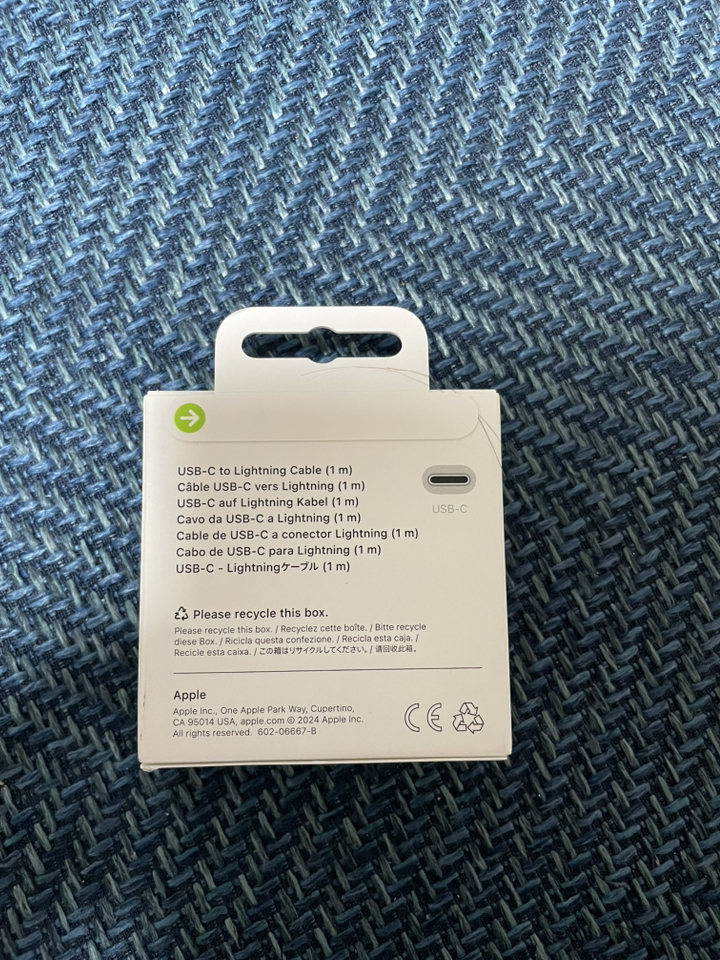 USB-C to Lightning Cable (1 m)
Câble USB-C vers Lightning (1 m)
USB-C auf Lightning Kabel (1 m)
Cavo da USB-C a Lightning (1 m)
Cable de USB-C a conector Lightning (1 m)
Cabo de USB-C para Lightning (1 m)
USB-C - Lightningケーブル (1 m)
USB-C
Please recycle this box.
Please recycle this box. / Recyclez cette boîte. / Bitte recycle
diese Box. / Ricicla questa confezione. / Recicla esta caja. /
Recicle esta caixa. / この箱はリサイクルしてください。/ 请回收此箱。
Apple
Apple Inc., One Apple Park Way, Cupertino,
CA 95014 USA, apple.com © 2024 Apple Inc.
All rights reserved. 602-06667-B
CE